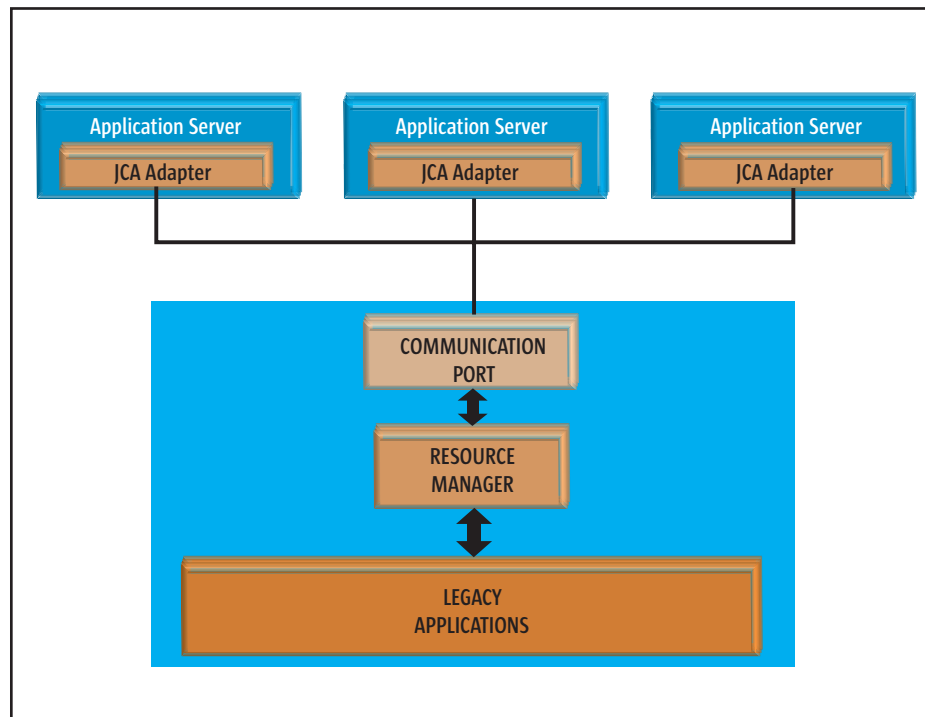 Application Server
JCA Adapter
Application Server
JCA Adapter
Application Server
JCA Adapter
COMMUNICATION
PORT
RESOURCE
MANAGER
LEGACY
APPLICATIONS